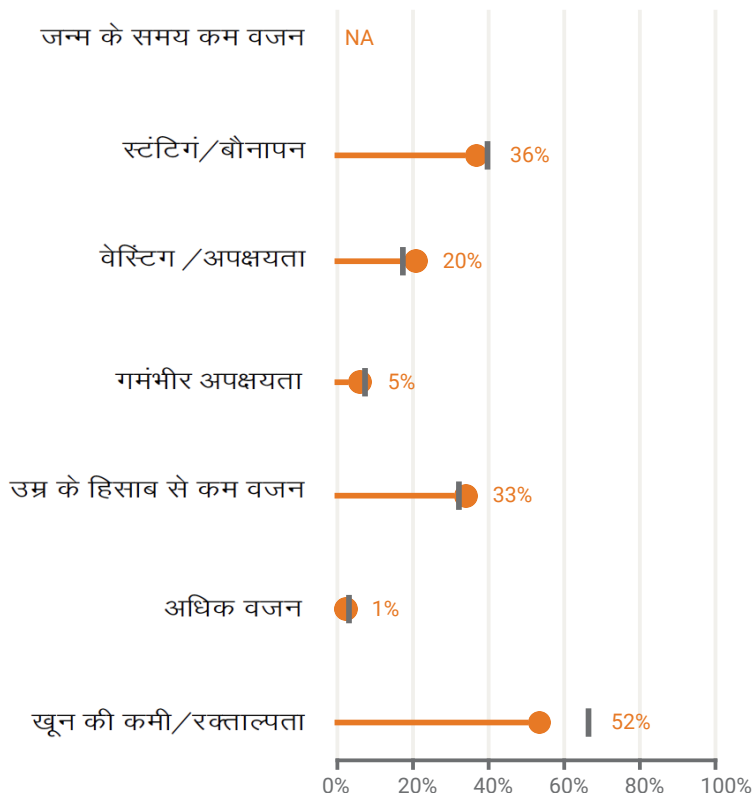 जन्म के समय कम वजन NA
स्टंटिगं/बौनापन 36%
वेस्टिंग /अपक्षयता 20%
गमंभीर अपक्षयता 5%
उम्र के हिसाब से कम वजन 33%
अधिक वजन 1%
खून की कमी/रक्ताल्पता 52%
0% 20% 40% 60% 80% 100%